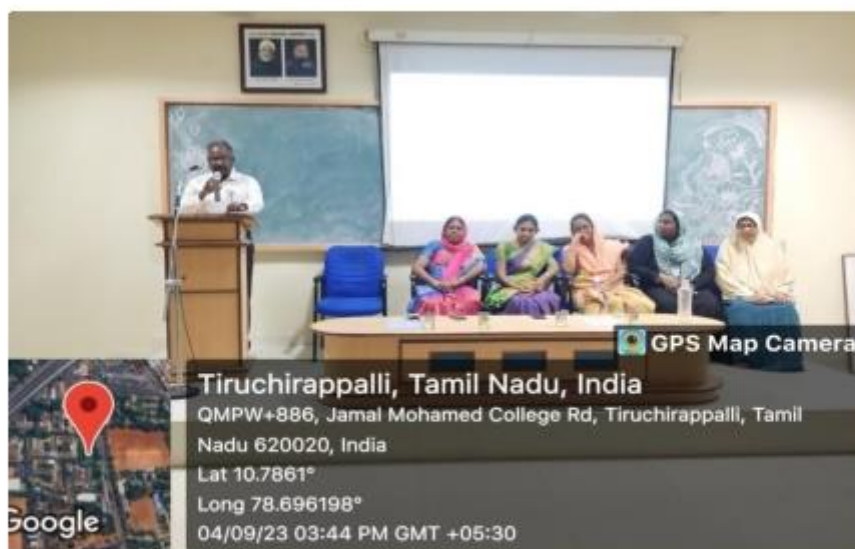 GPS Map Camera
Tiruchirappalli, Tamil Nadu, India
QMPW+886, Jamal Mohamed College Rd, Tiruchirappalli, Tamil
Nadu 620020, India
Lat 10.7861°
Long 78.696198°
04/09/23 03:44 PM GMT +05:30
Google